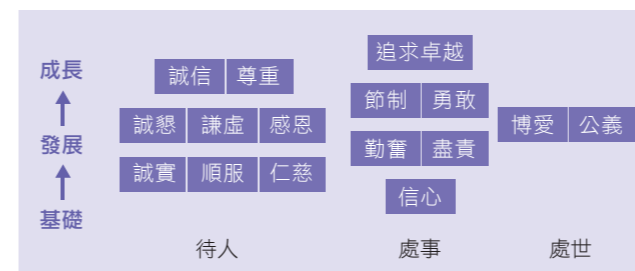 成長
發展
基礎
誠信 尊重
誠懇 謙虛 感恩
誠實 順服 仁慈
待人
追求卓越
節制 勇敢
勤奮 盡責
信心
處事
博愛 公義
處世